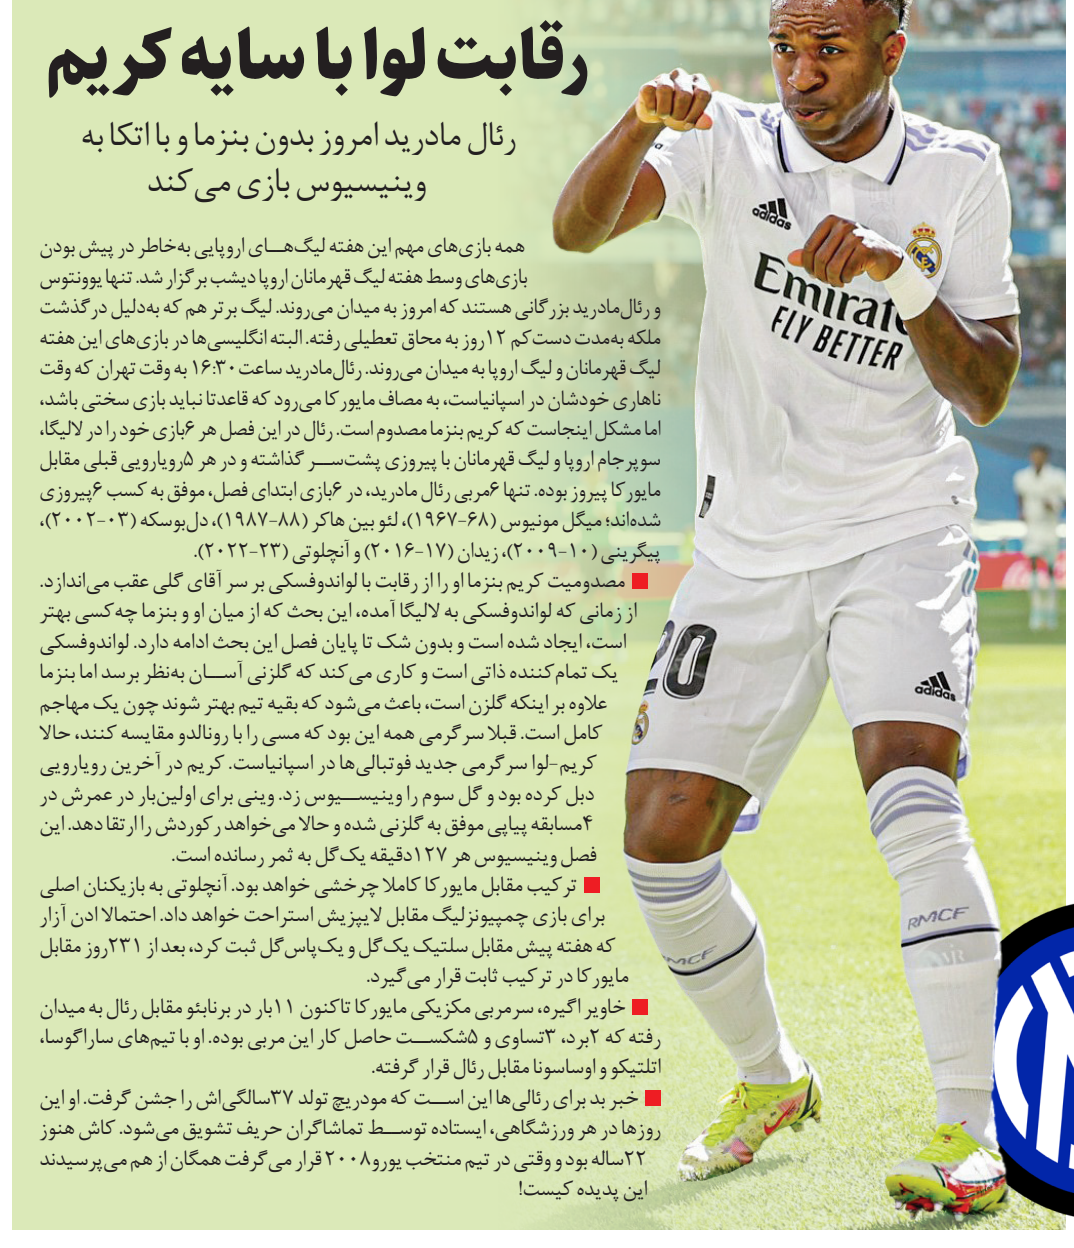 رقابت لوا با سایه کریم
رئال مادرید امروز بدون بنزما و با اتکا به
وینیسیوس بازی می‌کند
همه بازی‌های مهم این هفته لیگ‌هـــای اروپایی به‌خاطر در پیش بودن
بازی‌های وسط هفته لیگ قهرمانان اروپا دیشب برگزار شد. تنها یوونتوس
و رئال‌مادرید بزرگانی هستند که امروز به میدان می‌روند. لیگ برتر هم که به‌دلیل درگذشت
ملکه به‌مدت دست‌کم ۱۲روز به محاق تعطیلی رفته. البته انگلیسی‌ها در بازی‌های این هفته
لیگ قهرمانان و لیگ اروپا به میدان می‌روند. رئال‌مادرید ساعت ۱۶:۳۰ به وقت تهران که وقت
ناهاری خودشان در اسپانیاست، به مصاف مایورکا می‌رود که قاعدتا نباید بازی سختی باشد،
اما مشکل اینجاست که کریم بنزما مصدوم است. رئال در این فصل هر ۶بازی خود را در لالیگا،
سوپرجام اروپا و لیگ قهرمانان با پیروزی پشت‌ســر گذاشته و در هر ۵رویارویی قبلی مقابل
مایورکا پیروز بوده. تنها ۶مربی رئال مادرید، در ۶بازی ابتدای فصل، موفق به کسب ۶پیروزی
شده‌اند؛ میگل مونیوس (۶۸-۱۹۶۷)، لئو بین هاکر (۸۸-۱۹۸۷)، دل‌بوسکه (۰۳-۲۰۰۲)،
پیگرینی (۱۰-۲۰۰۹)، زیدان (۱۷-۲۰۱۶) و آنچلوتی (۲۳-۲۰۲۲).
■ مصدومیت کریم بنزما او را از رقابت با لواندوفسکی بر سر آقای گلی عقب می‌اندازد.
از زمانی که لواندوفسکی به لالیگا آمده، این بحث که از میان او و بنزما چه‌کسی بهتر
است، ایجاد شده است و بدون شک تا پایان فصل این بحث ادامه دارد. لواندوفسکی
یک تمام‌کننده ذاتی است و کاری می‌کند که گلزنی آســـان به‌نظر برسد اما بنزما
علاوه بر اینکه گلزن است، باعث می‌شود که بقیه تیم بهتر شوند چون یک مهاجم
کامل است. قبلا سرگرمی همه این بود که مسی را با رونالدو مقایسه کنند، حالا
کریم-لوا سرگرمی جدید فوتبالی‌ها در اسپانیاست. کریم در آخرین رویارویی
دبل کرده بود و گل سوم را وینیســـیوس زد. وینی برای اولین‌بار در عمرش در
۴مسابقه پیاپی موفق به گلزنی شده و حالا می‌خواهد رکوردش را ارتقا دهد. این
فصل وینیسیوس هر ۱۲۷دقیقه یک‌گل به ثمر رسانده است.
■ ترکیب مقابل مایورکا کاملا چرخشی خواهد بود. آنچلوتی به بازیکنان اصلی
برای بازی چمپیونزلیگ مقابل لایپزیش استراحت خواهد داد. احتمالا ادن آزار
که هفته پیش مقابل سلتیک یک‌گل و یک‌پاس‌گل ثبت کرد، بعد از ۲۳۱روز مقابل
مایورکا در ترکیب ثابت قرار می‌گیرد.
■ خاویر اگیره، سرمربی مکزیکی مایورکا تاکنون ۱۱بار در برنابئو مقابل رئال به میدان
رفته که ۲برد، ۳تساوی و ۵شکســـت حاصل کار این مربی بوده. او با تیم‌های ساراگوسا،
اتلتیکو و اوساسونا مقابل رئال قرار گرفته.
■ خبر بد برای رئالی‌ها این اســـت که مودریچ تولد ۳۷سالگی‌اش را جشن گرفت. او این
روزها در هر ورزشگاهی، ایستاده توســـط تماشاگران حریف تشویق می‌شود. کاش هنوز
۲۲ساله بود و وقتی در تیم منتخب یورو۲۰۰۸ قرار می‌گرفت همگان از هم می‌پرسیدند
این پدیده کیست!
adidas
Emirat
FLY BETTER
20
adidas
RMCF
MCF